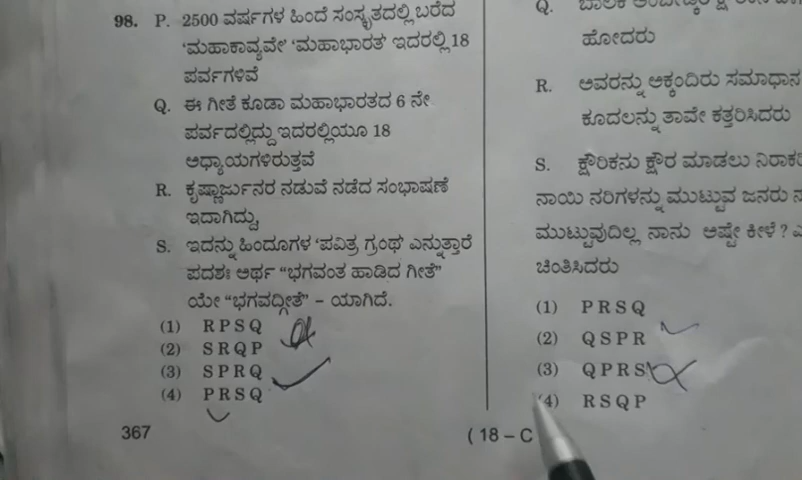 98. P. 2500 ವರ್ಷಗಳ ಹಿಂದೆ ಸಂಸ್ಕೃತದಲ್ಲಿ ಬರೆದ
'ಮಹಾಕಾವ್ಯವೇ' 'ಮಹಾಭಾರತ' ಇದರಲ್ಲಿ 18
ಪರ್ವಗಳಿವೆ
Q. ಈ ಗೀತೆ ಕೂಡಾ ಮಹಾಭಾರತದ 6 ನೇ
ಪರ್ವದಲ್ಲಿದ್ದು ಇದರಲ್ಲಿಯೂ 18
ಅಧ್ಯಾಯಗಳಿರುತ್ತವೆ
R. ಕೃಷ್ಣಾರ್ಜುನರ ನಡುವೆ ನಡೆದ ಸಂಭಾಷಣೆ
ಇದಾಗಿದ್ದು,
S. ಇದನ್ನು ಹಿಂದೂಗಳ 'ಪವಿತ್ರ ಗ್ರಂಥ' ಎನ್ನುತ್ತಾರೆ
ಪದಶಃ ಅರ್ಥ "ಭಗವಂತ ಹಾಡಿದ ಗೀತೆ"
ಯೇ "ಭಗವದ್ಗೀತೆ" – ಯಾಗಿದೆ.
(1) R P S Q
(2) S R Q P
(3) S P R Q
(4) P R S Q
367
Q. ಬಾಲಕ
ಹೋದರು
R. ಅವರನ್ನು ಅಕ್ಕಂದಿರು ಸಮಾಧಾನ
ಕೂದಲನ್ನು ತಾವೇ ಕತ್ತರಿಸಿದರು
S. ಕ್ಷೌರಿಕನು ಕ್ಷೌರ ಮಾಡಲು
ನಾಯಿ ನರಿಗಳನ್ನು ಮುಟ್ಟುವ ಜನರು
ಮುಟ್ಟುವುದಿಲ್ಲ ನಾನು ಅಷ್ಟೇ ಕೀಳೆ?
ಚಿಂತಿಸಿದರು
(1) P R S Q
(2) Q S P R
(3) Q P R S
(4) R S Q P
( 18 – C